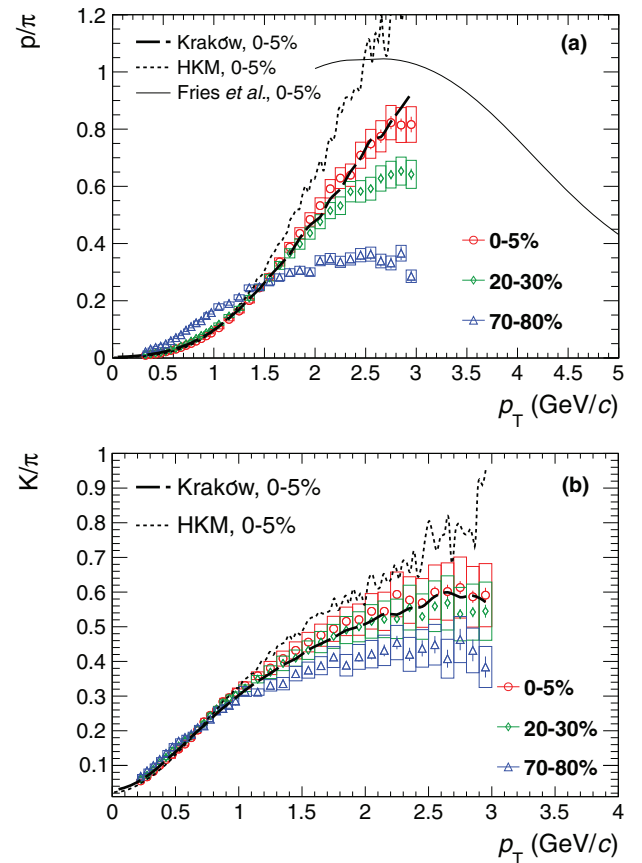 p/π
1.2
1
0.8
0.6
0.4
0.2
0
Kraków, 0-5%
HKM, 0-5%
Fries et al., 0-5%
(a)
0-5%
20-30%
70-80%
0 0.5 1 1.5 2 2.5 3 3.5 4 4.5 5
p_T (GeV/c)
K/π
1
0.9
0.8
0.7
0.6
0.5
0.4
0.3
0.2
0.1
Kraków, 0-5%
HKM, 0-5%
(b)
0-5%
20-30%
70-80%
0 0.5 1 1.5 2 2.5 3 3.5 4
p_T (GeV/c)